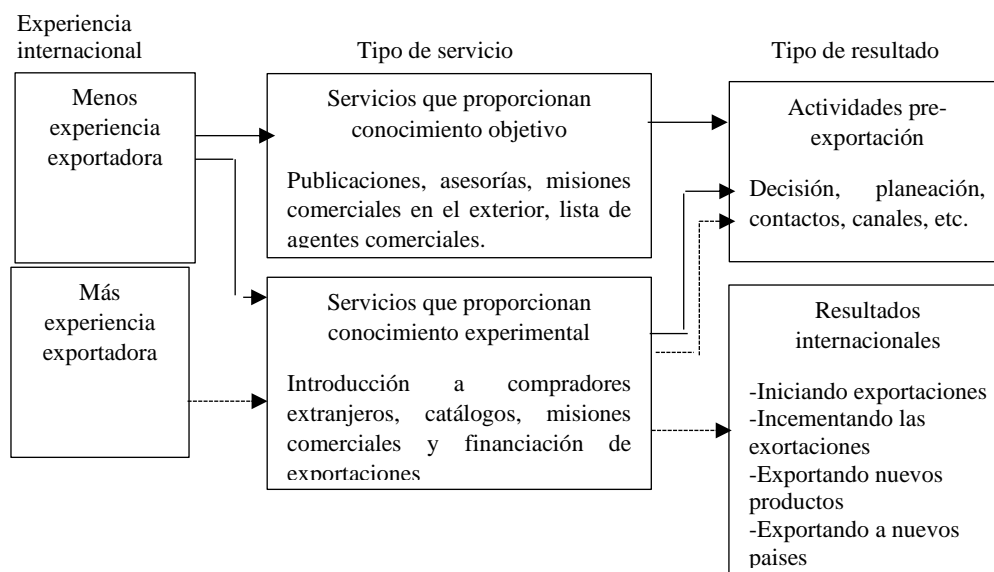 Experiencia
internacional
Tipo de servicio
Tipo de resultado
Menos
experiencia
exportadora
Servicios que proporcionan
conocimiento objetivo
Publicaciones, asesorías, misiones
comerciales en el exterior, lista de
agentes comerciales.
Actividades pre-
exportación
Decisión, planeación,
contactos, canales, etc.
Más
experiencia
exportadora
Servicios que proporcionan
conocimiento experimental
Introducción a compradores
extranjeros, catálogos, misiones
comerciales y financiación de
exportaciones
Resultados
internacionales
-Iniciando exportaciones
-Incementando las
exortaciones
-Exportando nuevos
productos
-Exportando a nuevos
paises